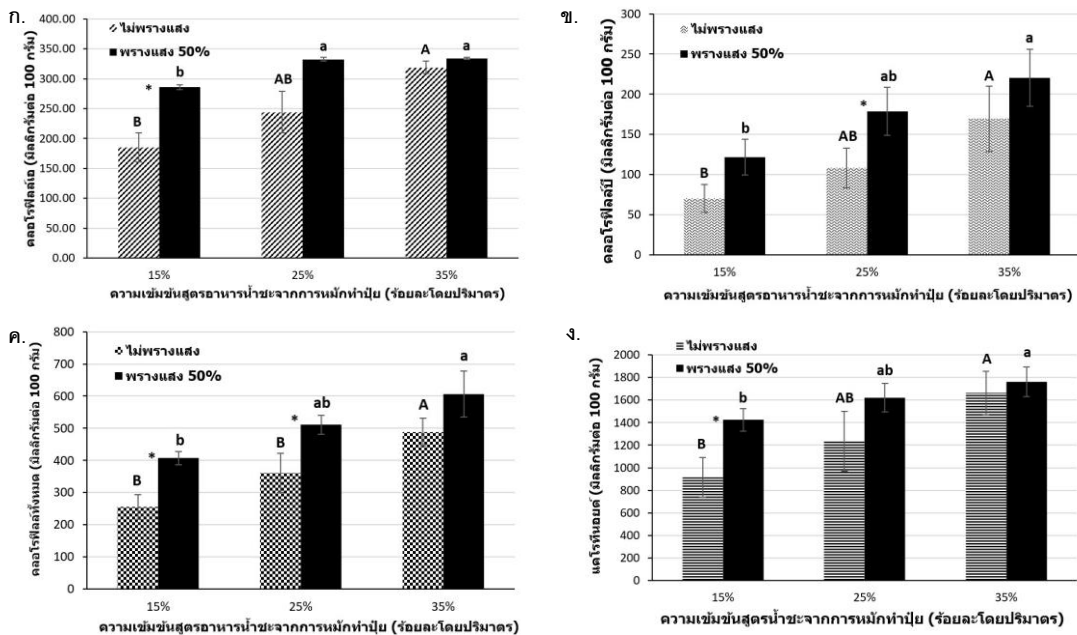 ก.
คลอโรฟิลล์เอ (มิลลิกรัมต่อ 100 กรัม)
400.00
350.00
300.00
250.00
200.00
150.00
100.00
50.00
0.00
ไม่พรางแสง
พรางแสง 50%
B * b AB a A a
15% 25% 35%
ความเข้มข้นสูตรอาหารน้ำชะจากการหมักทำปุ๋ย (ร้อยละโดยปริมาตร)
ข.
คลอโรฟิลล์บี (มิลลิกรัมต่อ 100 กรัม)
300
250
200
150
100
50
0
ไม่พรางแสง
พรางแสง 50%
B b AB * ab A a
15% 25% 35%
ความเข้มข้นสูตรอาหารน้ำชะจากการหมักทำปุ๋ย (ร้อยละโดยปริมาตร)
ค.
คลอโรฟิลล์ทั้งหมด (มิลลิกรัมต่อ 100 กรัม)
800
700
600
500
400
300
200
100
0
ไม่พรางแสง
พรางแสง 50%
B * b B * ab A a
15% 25% 35%
ความเข้มข้นสูตรอาหารน้ำชะจากการหมักทำปุ๋ย (ร้อยละโดยปริมาตร)
ง.
แคโรทีนอยด์ (มิลลิกรัมต่อ 100 กรัม)
2000
1800
1600
1400
1200
1000
800
600
400
200
0
ไม่พรางแสง
พรางแสง 50%
B * b AB ab A a
15% 25% 35%
ความเข้มข้นสูตรน้ำชะจากหมักทำปุ๋ย (ร้อยละโดยปริมาตร)